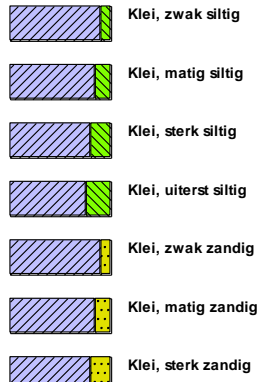 Klei, zwak siltig
Klei, matig siltig
Klei, sterk siltig
Klei, uiterst siltig
Klei, zwak zandig
Klei, matig zandig
Klei, sterk zandig